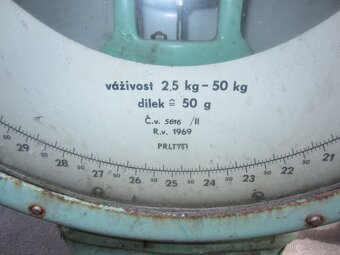 váživost 2,5 kg – 50 kg
dílek ≙ 50 g
Č.v. 5616 /II
R.v. 1969
29 28 27 26 25 24 23 22 21